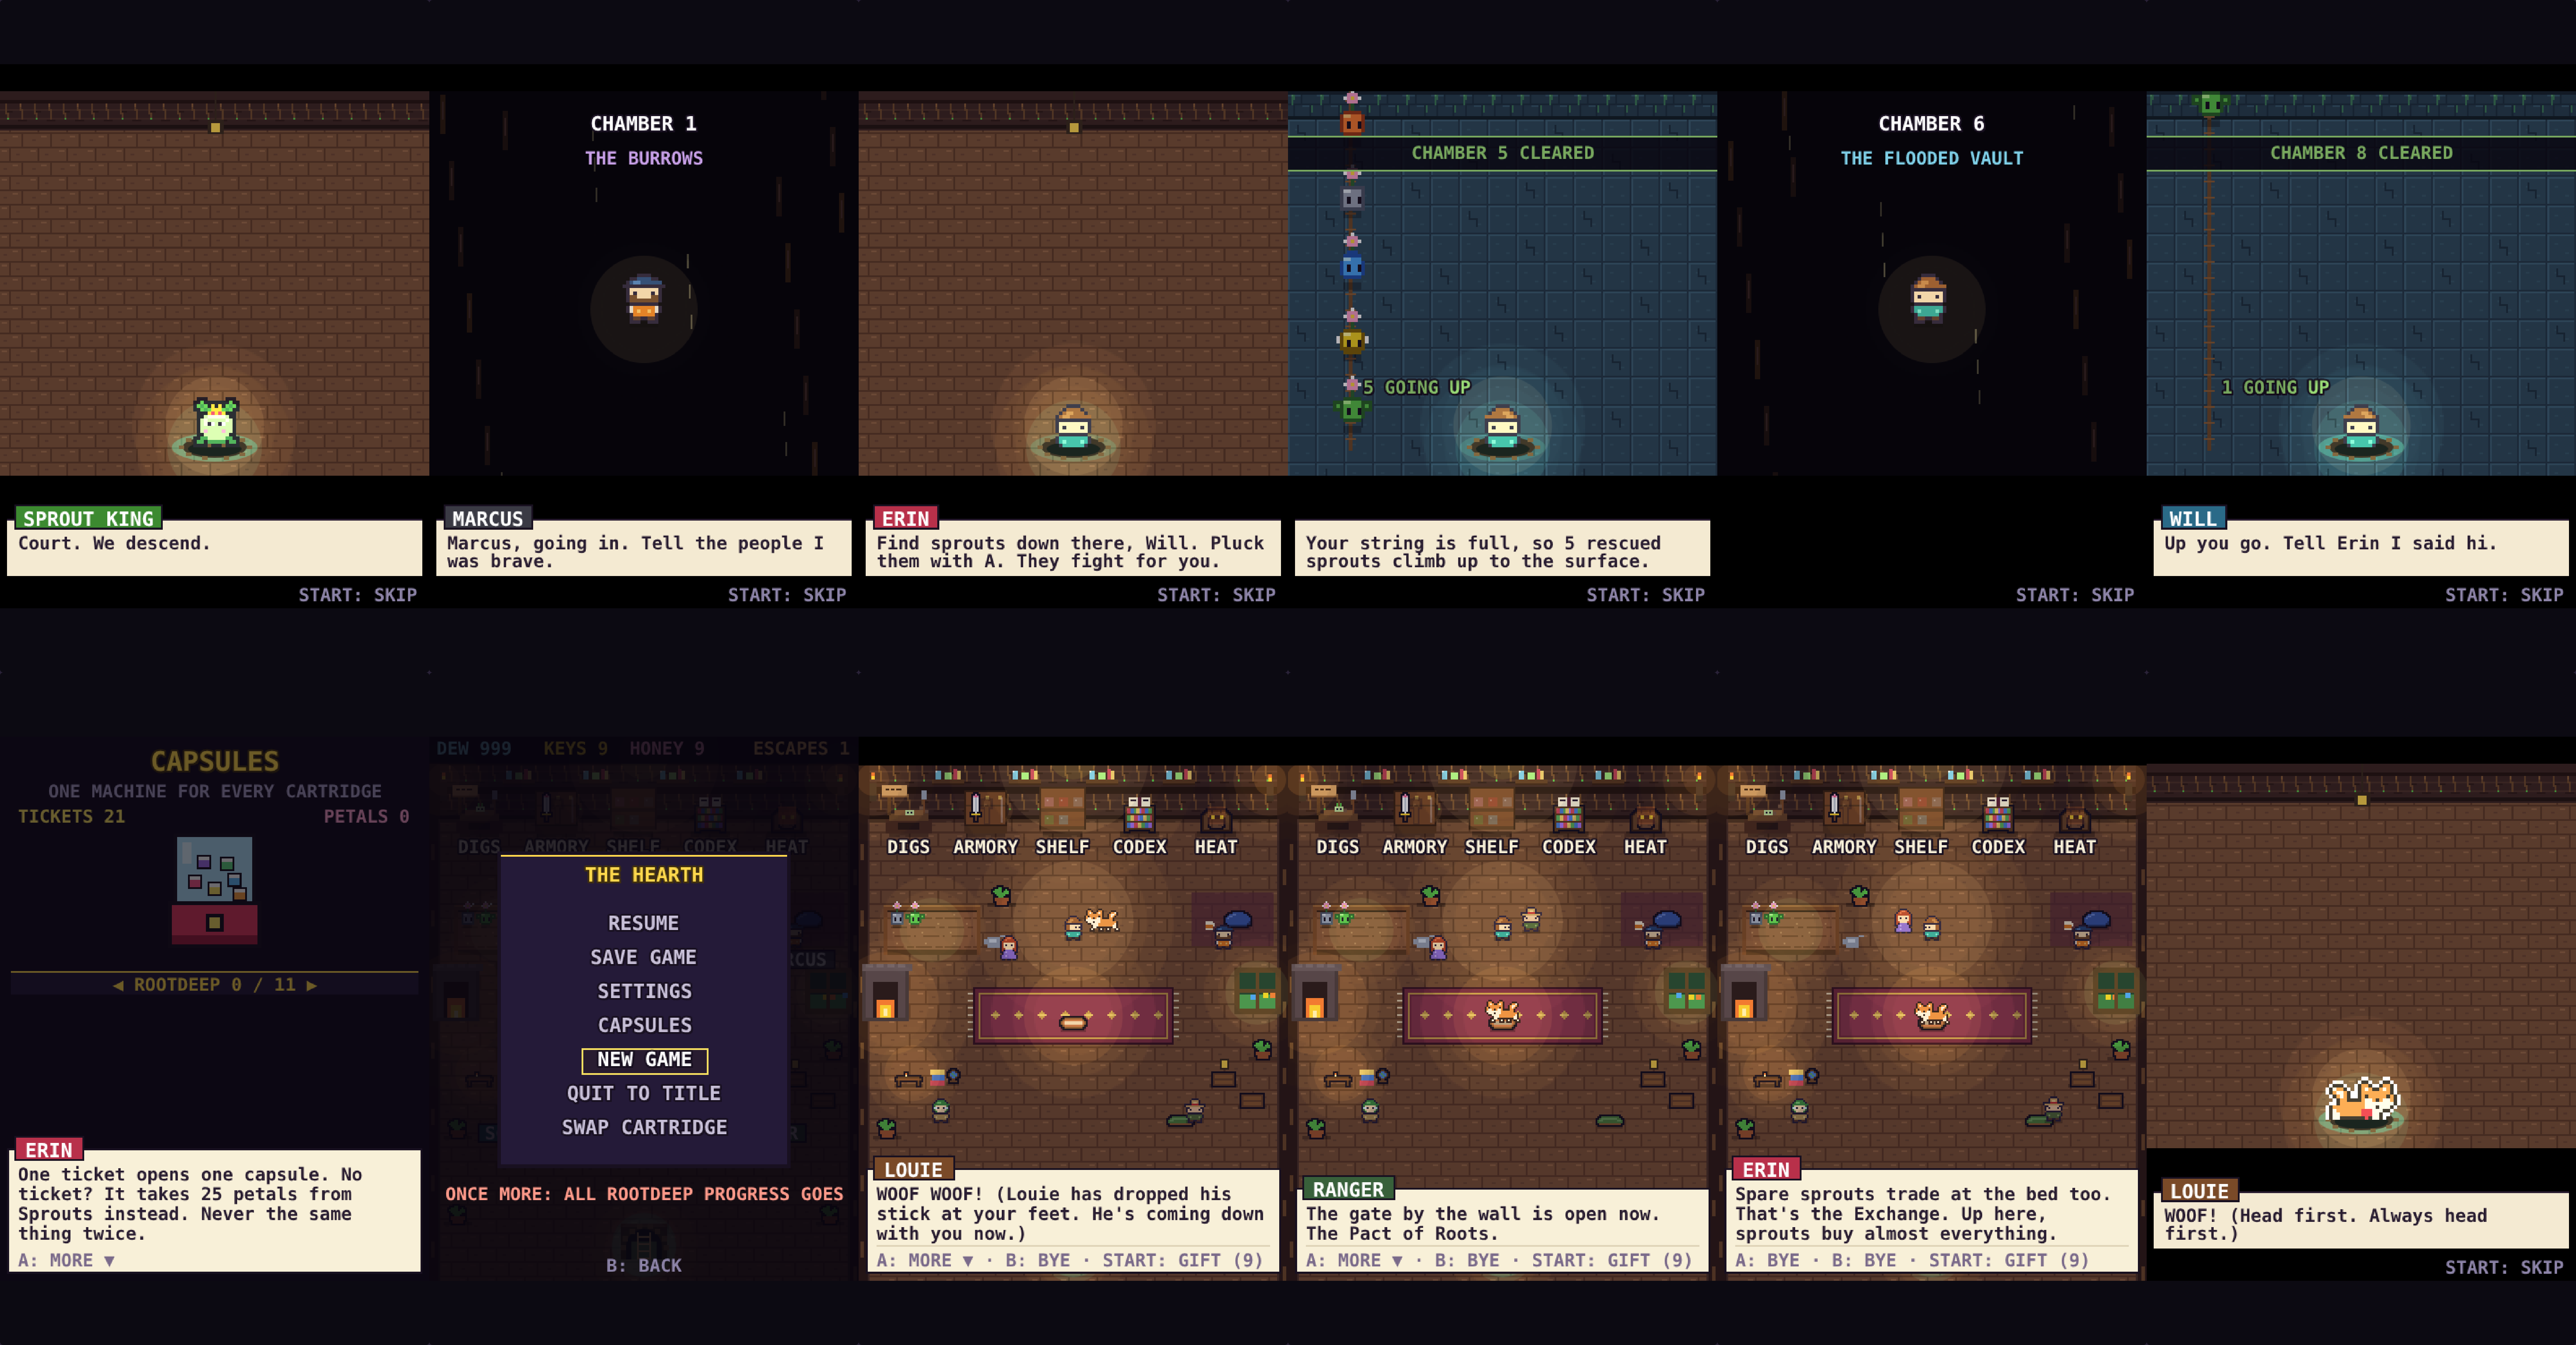 SPROUT KING
Court. We descend.
START: SKIP
CHAMBER 1
THE BURROWS
MARCUS
Marcus, going in. Tell the people I
was brave.
START: SKIP
ERIN
Find sprouts down there, Will. Pluck
them with A. They fight for you.
START: SKIP
CHAMBER 5 CLEARED
5 GOING UP
Your string is full, so 5 rescued
sprouts climb up to the surface.
START: SKIP
CHAMBER 6
THE FLOODED VAULT
START: SKIP
CHAMBER 8 CLEARED
1 GOING UP
WILL
Up you go. Tell Erin I said hi.
START: SKIP
CAPSULES
ONE MACHINE FOR EVERY CARTRIDGE
TICKETS 21 PETALS 0
◀ ROOTDEEP 0 / 11 ▶
ERIN
One ticket opens one capsule. No
ticket? It takes 25 petals from
Sprouts instead. Never the same
thing twice.
A: MORE ▼
DEW 999 KEYS 9 HONEY 9 ESCAPES 1
DIGS ARMORY SHELF CODEX HEAT
THE HEARTH
RESUME
SAVE GAME
SETTINGS
CAPSULES
NEW GAME
QUIT TO TITLE
SWAP CARTRIDGE
ONCE MORE: ALL ROOTDEEP PROGRESS GOES
B: BACK
DIGS ARMORY SHELF CODEX HEAT
LOUIE
WOOF WOOF! (Louie has dropped his
stick at your feet. He's coming down
with you now.)
A: MORE ▼ · B: BYE · START: GIFT (9)
DIGS ARMORY SHELF CODEX HEAT
RANGER
The gate by the wall is open now.
The Pact of Roots.
A: MORE ▼ · B: BYE · START: GIFT (9)
DIGS ARMORY SHELF CODEX HEAT
ERIN
Spare sprouts trade at the bed too.
That's the Exchange. Up here,
sprouts buy almost everything.
A: BYE · B: BYE · START: GIFT (9)
LOUIE
WOOF! (Head first. Always head
first.)
START: SKIP